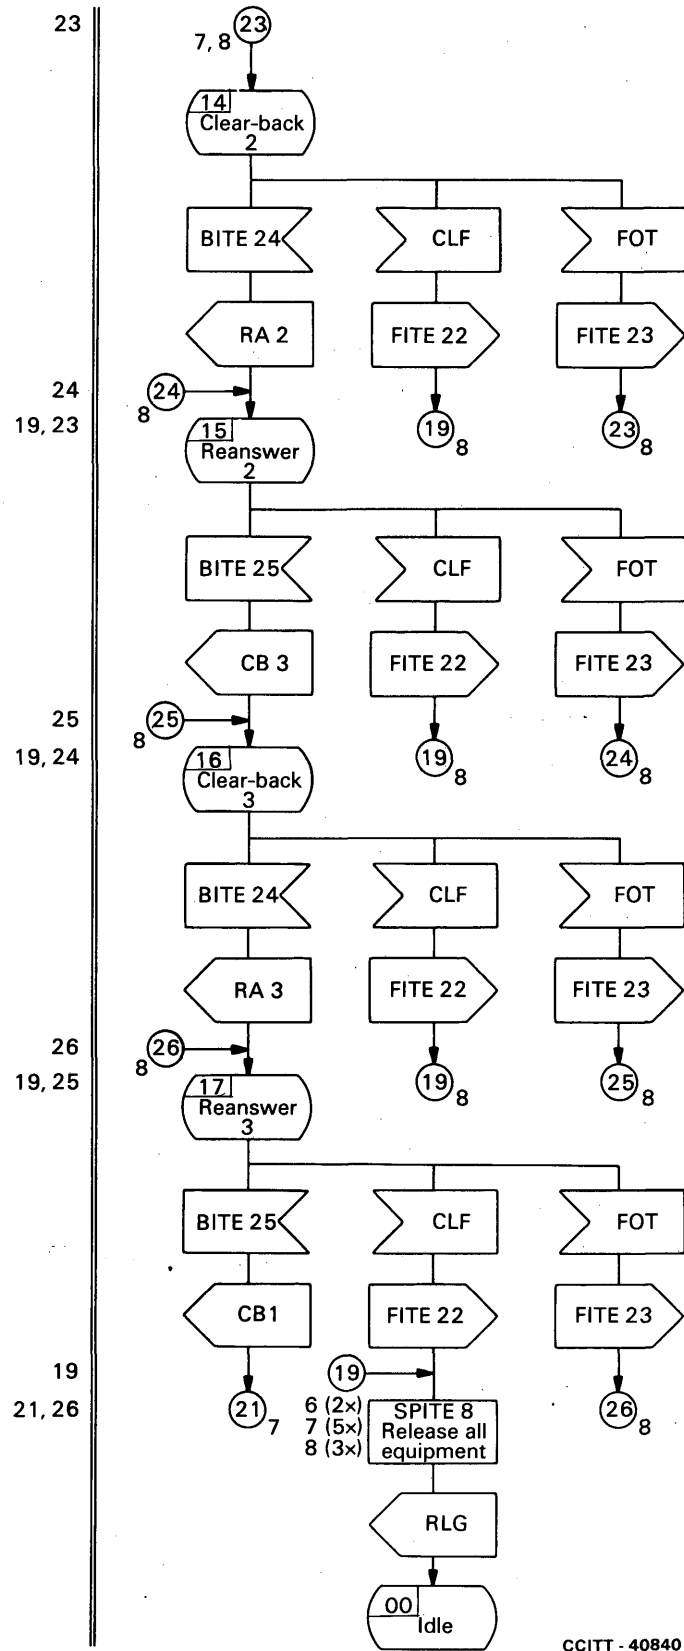 23 23
7, 8
14
Clear-back
2
BITE 24 CLF FOT
RA 2 FITE 22 FITE 23
24 24
8
19, 23 19 8 23 8
15
Reanswer
2
BITE 25 CLF FOT
CB 3 FITE 22 FITE 23
25 25
8
19, 24 19 8 24 8
16
Clear-back
3
BITE 24 CLF FOT
RA 3 FITE 22 FITE 23
26 26
8
19, 25 19 8 25 8
17
Reanswer
3
BITE 25 CLF FOT
CB1 FITE 22 FITE 23
19 19
21, 26 21 7 26 8
6 (2×) SPITE 8
7 (5×) Release all
8 (3×) equipment
RLG
00
Idle
CCITT - 40840